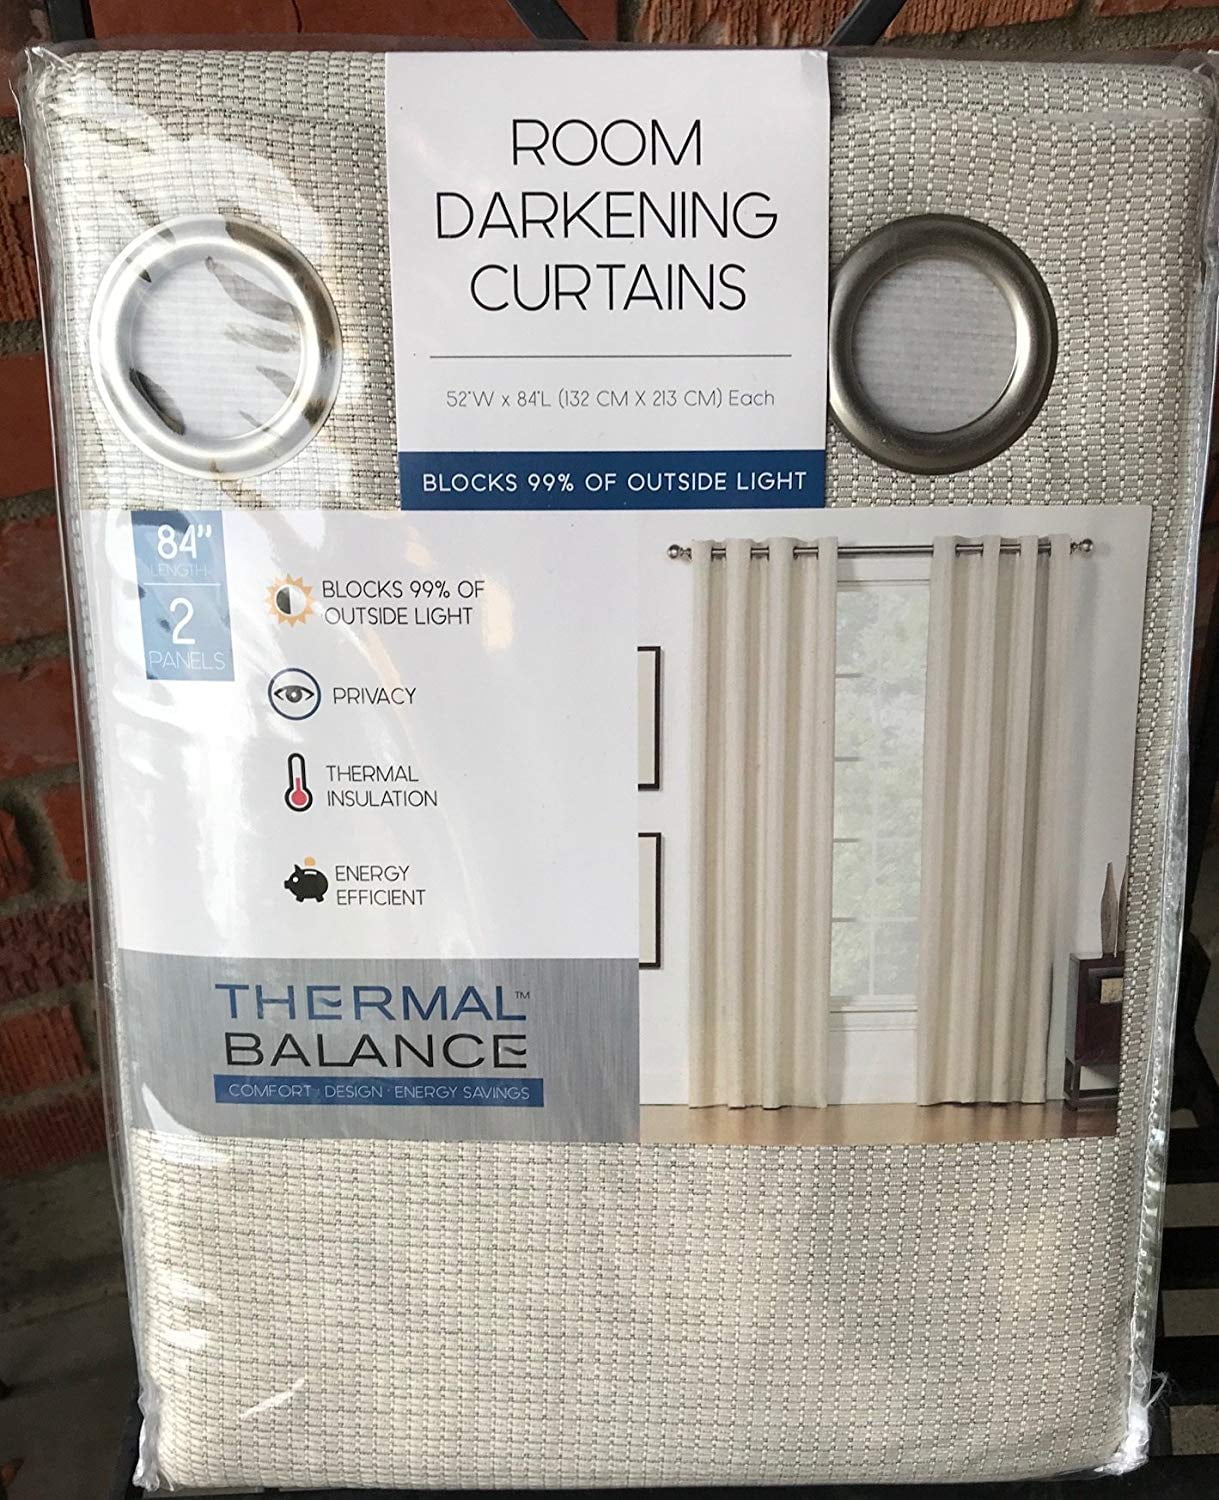 ROOM
DARKENING
CURTAINS
52"W x 84"L (132 CM X 213 CM) Each
BLOCKS 99% OF OUTSIDE LIGHT
84"
LENGTH
2
PANELS
BLOCKS 99% OF
OUTSIDE LIGHT
PRIVACY
THERMAL
INSULATION
ENERGY
EFFICIENT
THERMAL™
BALANCE
COMFORT · DESIGN · ENERGY SAVINGS